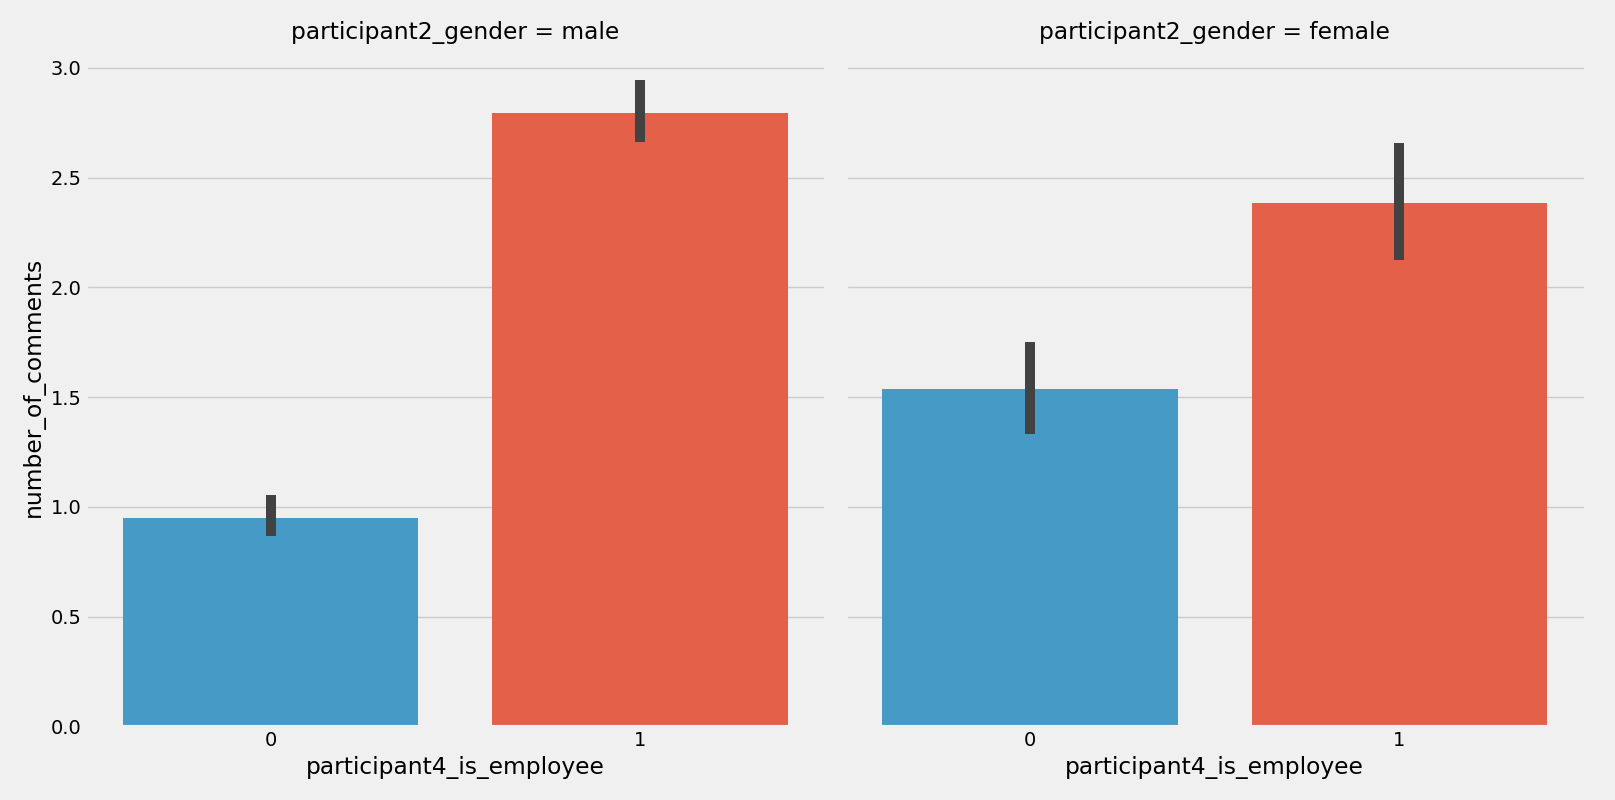 participant2_gender = male
participant2_gender = female
number_of_comments
3.0
2.5
2.0
1.5
1.0
0.5
0.0
0 1
0 1
participant4_is_employee
participant4_is_employee